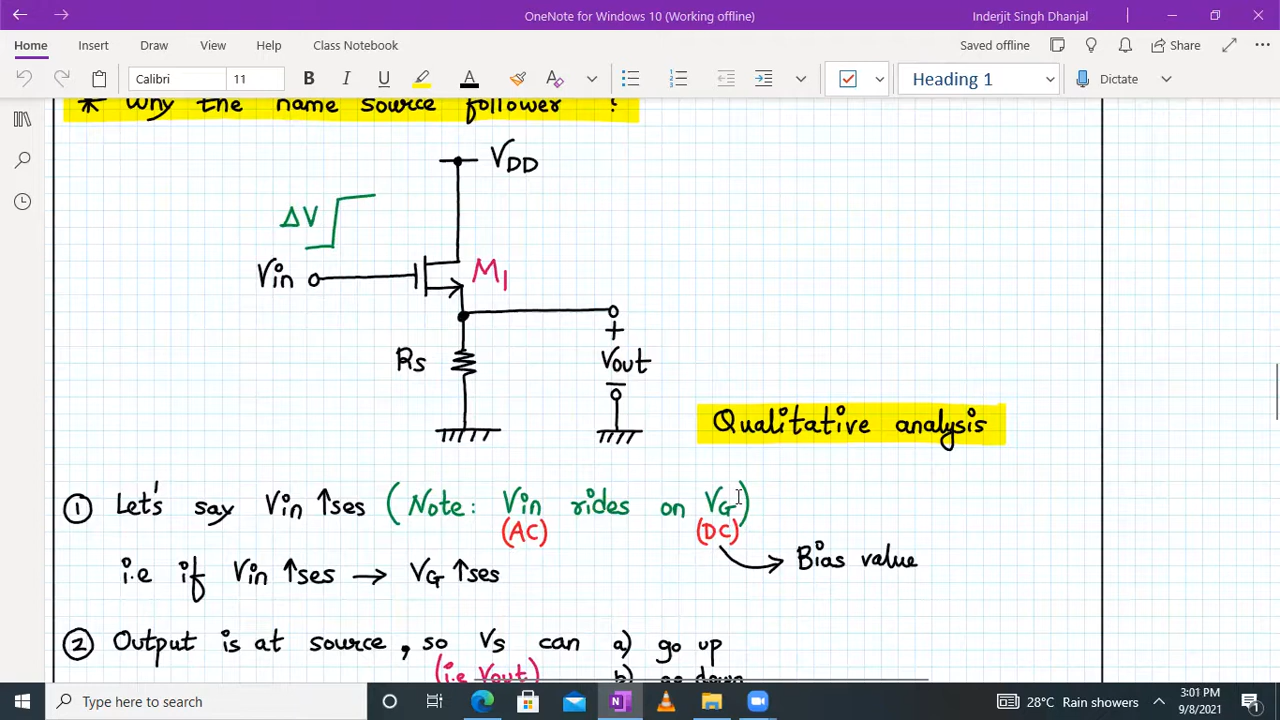 OneNote for Windows 10 (Working offline)
Inderjit Singh Dhanjal
Home Insert Draw View Help Class Notebook
Saved offline
Share
Calibri 11 B I U A
Heading 1
Dictate
* Why the name source follower ?
VDD
ΔV
Vin
M1
Rs
+
Vout
−
Qualitative analysis
① Let's say Vin ↑ses (Note: Vin rides on VG)
(AC) (DC)
Bias value
i.e if Vin ↑ses → VG ↑ses
② Output is at source, so Vs can a) go up
(i.e Vout) b) go down
Type here to search
28°C Rain showers
3:01 PM
9/8/2021
1